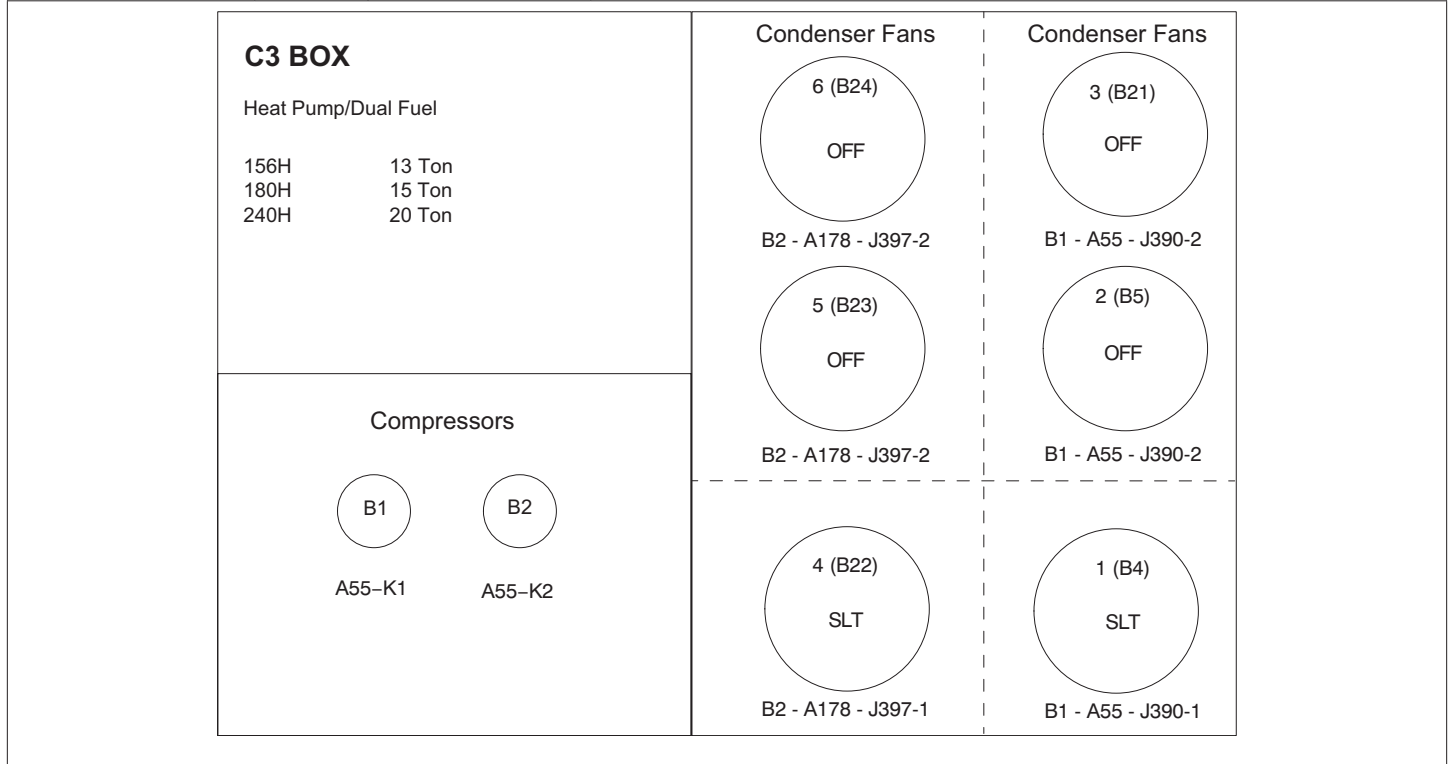 C3 BOX
Heat Pump/Dual Fuel
156H 13 Ton
180H 15 Ton
240H 20 Ton
Compressors
B1
B2
A55–K1
A55–K2
Condenser Fans
6 (B24)
OFF
B2 - A178 - J397-2
5 (B23)
OFF
B2 - A178 - J397-2
4 (B22)
SLT
B2 - A178 - J397-1
Condenser Fans
3 (B21)
OFF
B1 - A55 - J390-2
2 (B5)
OFF
B1 - A55 - J390-2
1 (B4)
SLT
B1 - A55 - J390-1